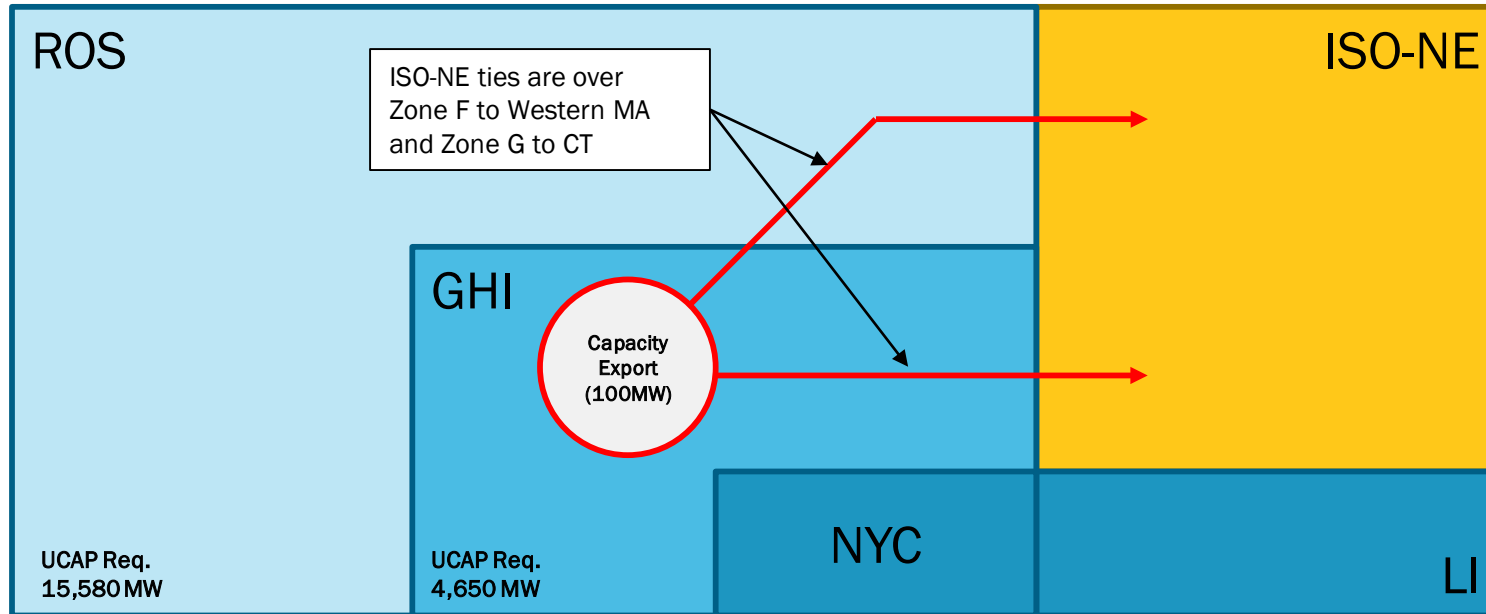 ROS
ISO-NE
ISO-NE ties are over
Zone F to Western MA
and Zone G to CT
GHI
Capacity
Export
(100MW)
NYC
UCAP Req.
15,580 MW
UCAP Req.
4,650 MW
LI